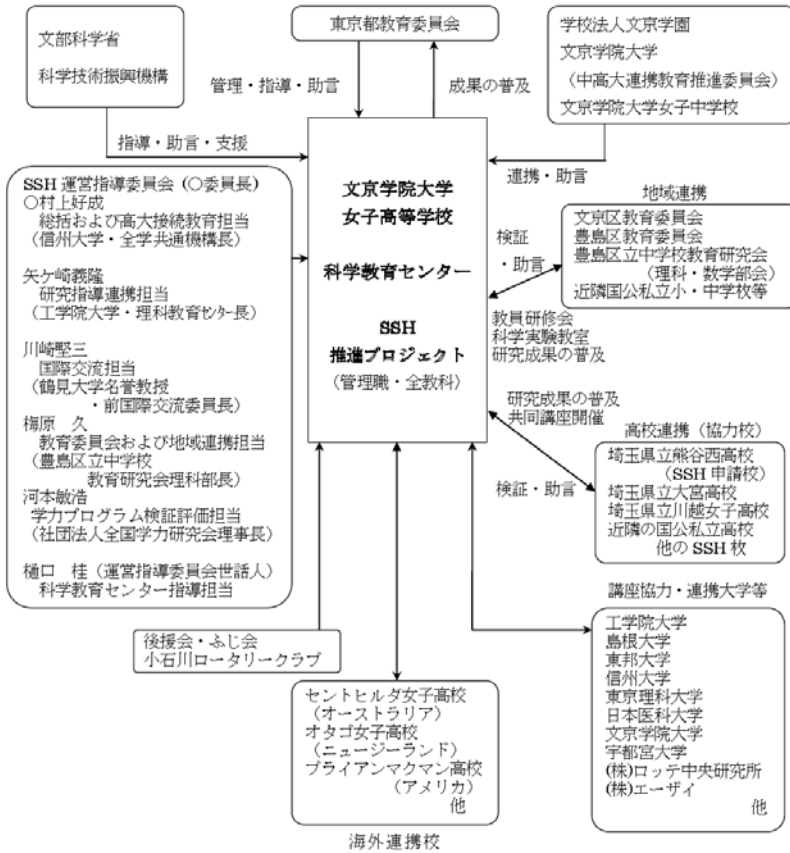 文部科学省
科学技術振興機構
東京都教育委員会
学校法人文京学園
文京学院大学
（中高大連携教育推進委員会）
文京学院大学女子中学校
管理・指導・助言
成果の普及
指導・助言・支援
連携・助言
SSH 運営指導委員会（○委員長）
○村上好成
総括および高大接続教育担当
（信州大学・全学共通機構長）
矢ケ崎義隆
研究指導連携担当
（工学院大学・理科教育センター長）
川崎堅三
国際交流担当
（鶴見大学名誉教授
・前国際交流委員長）
梅原　久
教育委員会および地域連携担当
（豊島区立中学校
教育研究会理科部長）
河本敏浩
学力プログラム検証評価担当
（社団法人全国学力研究会理事長）
樋口　桂（運営指導委員会世話人）
科学教育センター指導担当
文京学院大学
女子高等学校
科学教育センター
SSH
推進プロジェクト
（管理職・全教科）
地域連携
文京区教育委員会
豊島区教育委員会
豊島区立中学校教育研究会
（理科・数学部会）
近隣国公私立小・中学枚等
検証
・助言
教員研修会
科学実験教室
研究成果の普及
研究成果の普及
共同講座開催
検証・助言
高校連携（協力校）
埼玉県立熊谷西高校
（SSH 申請校）
埼玉県立大宮高校
埼玉県立川越女子高校
近隣の国公私立高校
他の SSH 枚
後援会・ふじ会
小石川ロータリークラブ
セントヒルダ女子高校
（オーストラリア）
オタゴ女子高校
（ニュージーランド）
ブライアンマクマン高校
（アメリカ）
他
海外連携校
講座協力・連携大学等
工学院大学
島根大学
東邦大学
信州大学
東京理科大学
日本医科大学
文京学院大学
宇都宮大学
(株)ロッテ中央研究所
(株)エーザイ
他